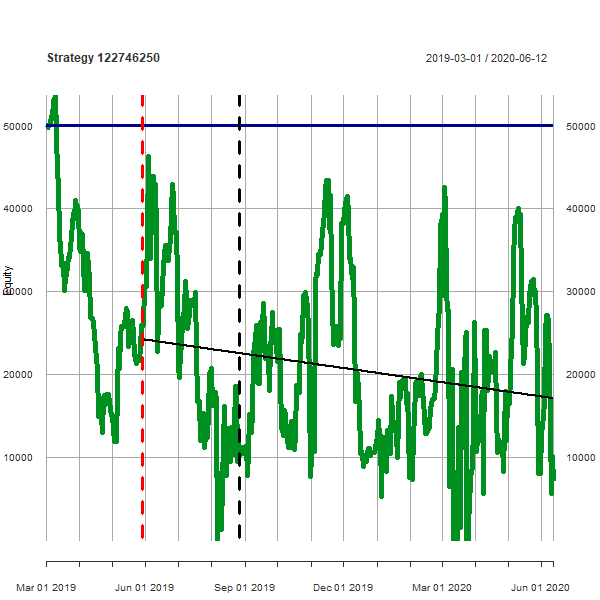 Strategy 122746250
2019-03-01 / 2020-06-12
50000
50000
40000
40000
Equity
30000
30000
20000
20000
10000
10000
Mar 01 2019
Jun 01 2019
Sep 01 2019
Dec 01 2019
Mar 01 2020
Jun 01 2020